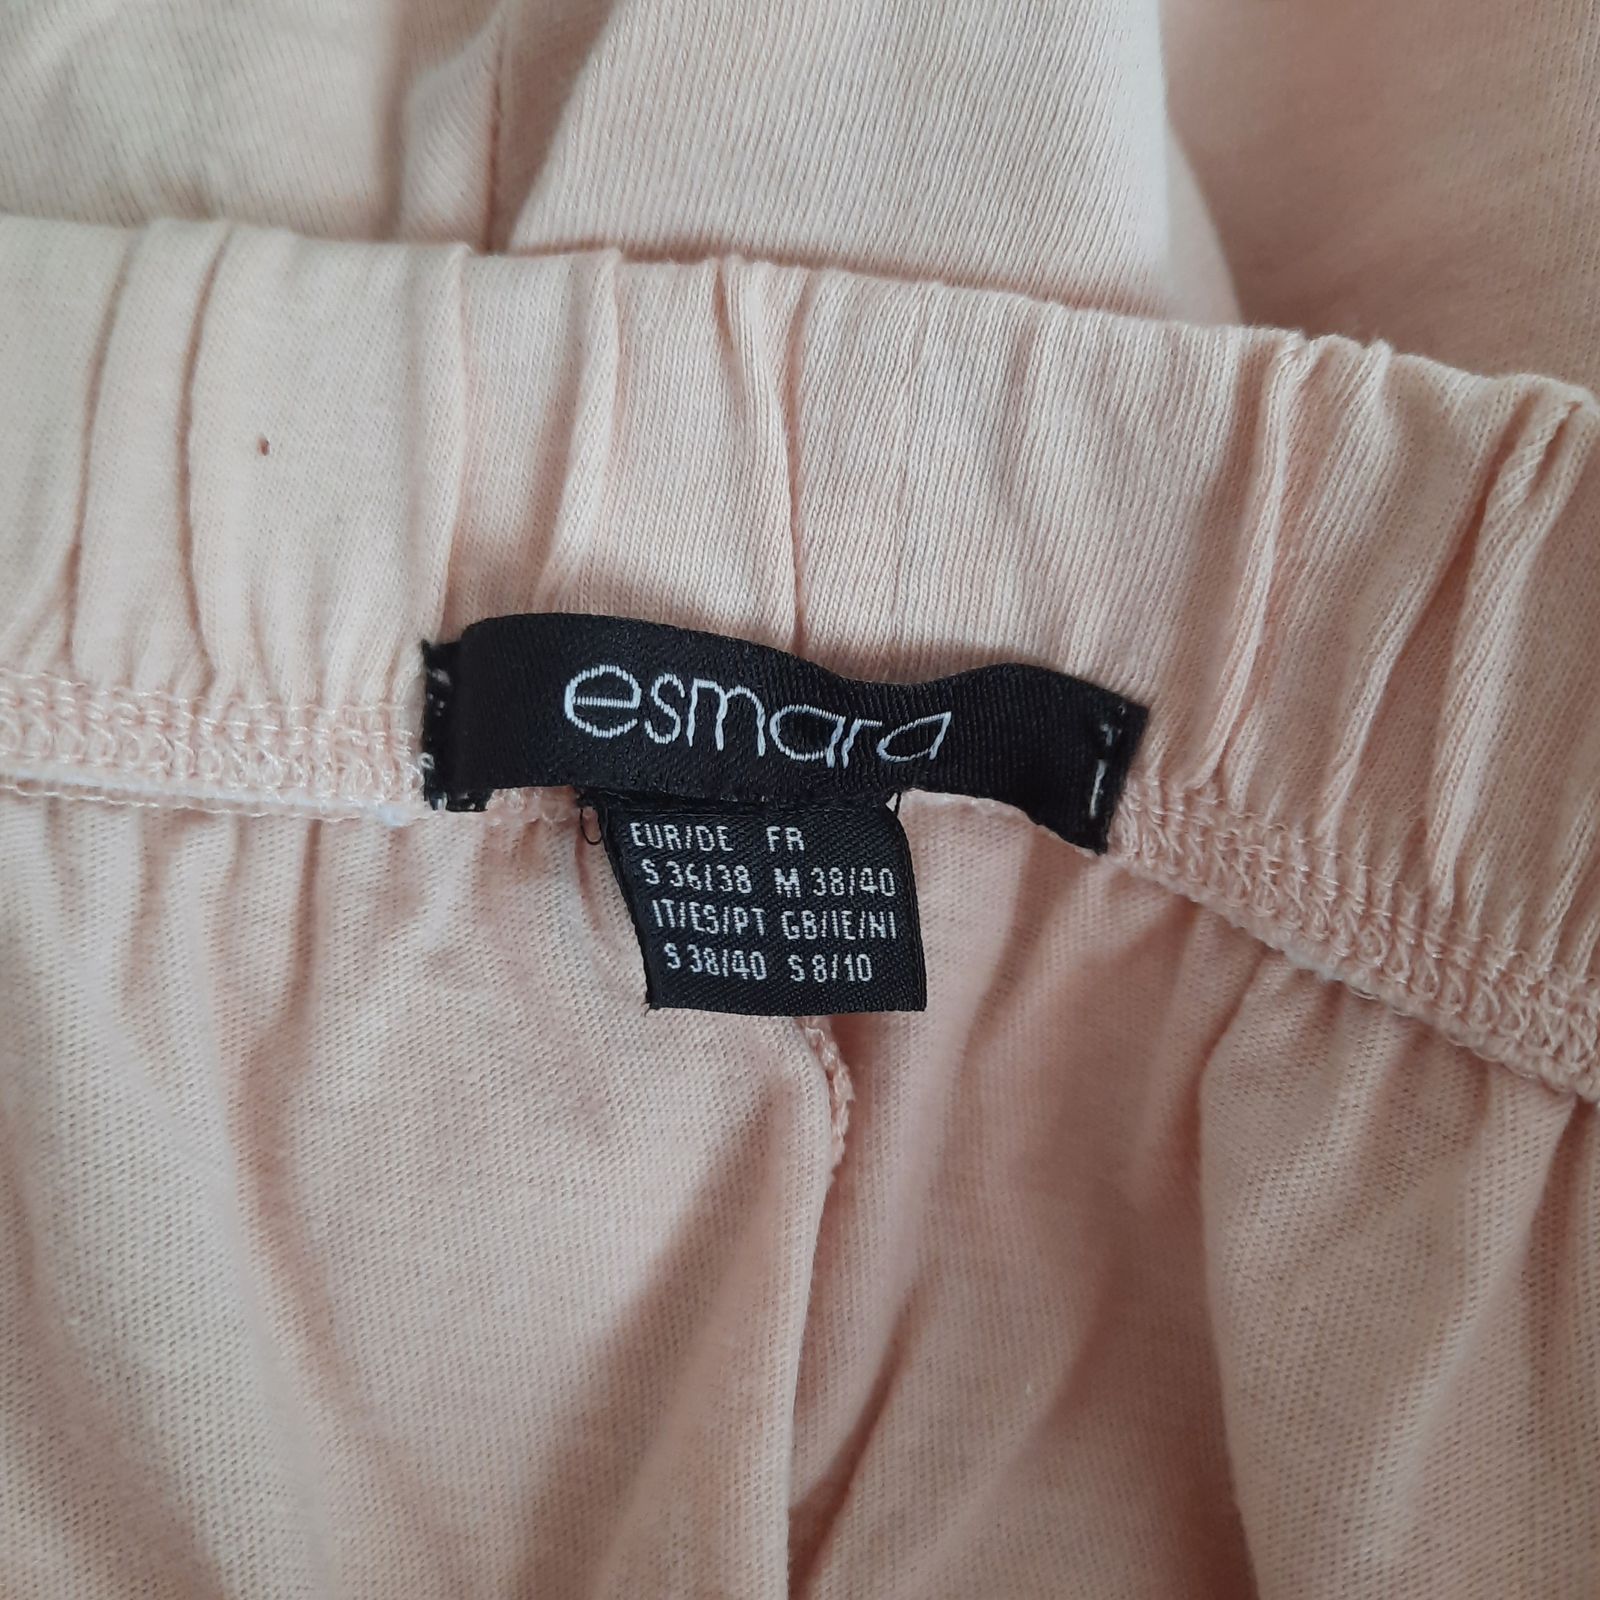 esmara
EUR/DE FR
S 36/38 M 38/40
IT/ES/PT GB/IE/NI
S 38/40 S 8/10